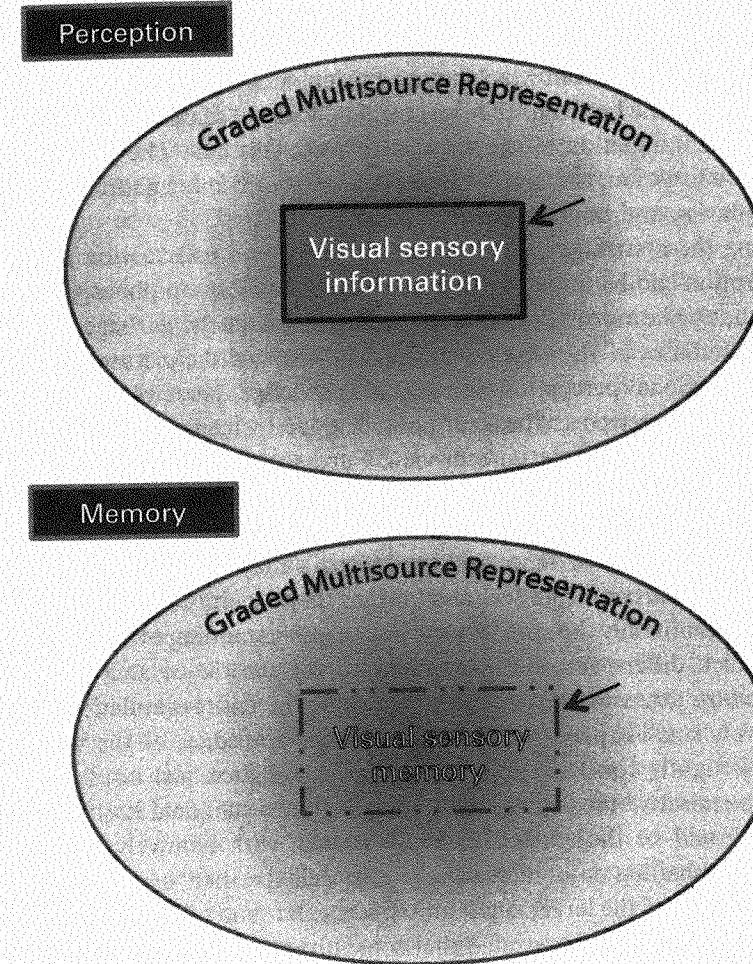 Perception
Graded Multisource Representation
Visual sensory
information
Memory
Graded Multisource Representation
Visual sensory
memory